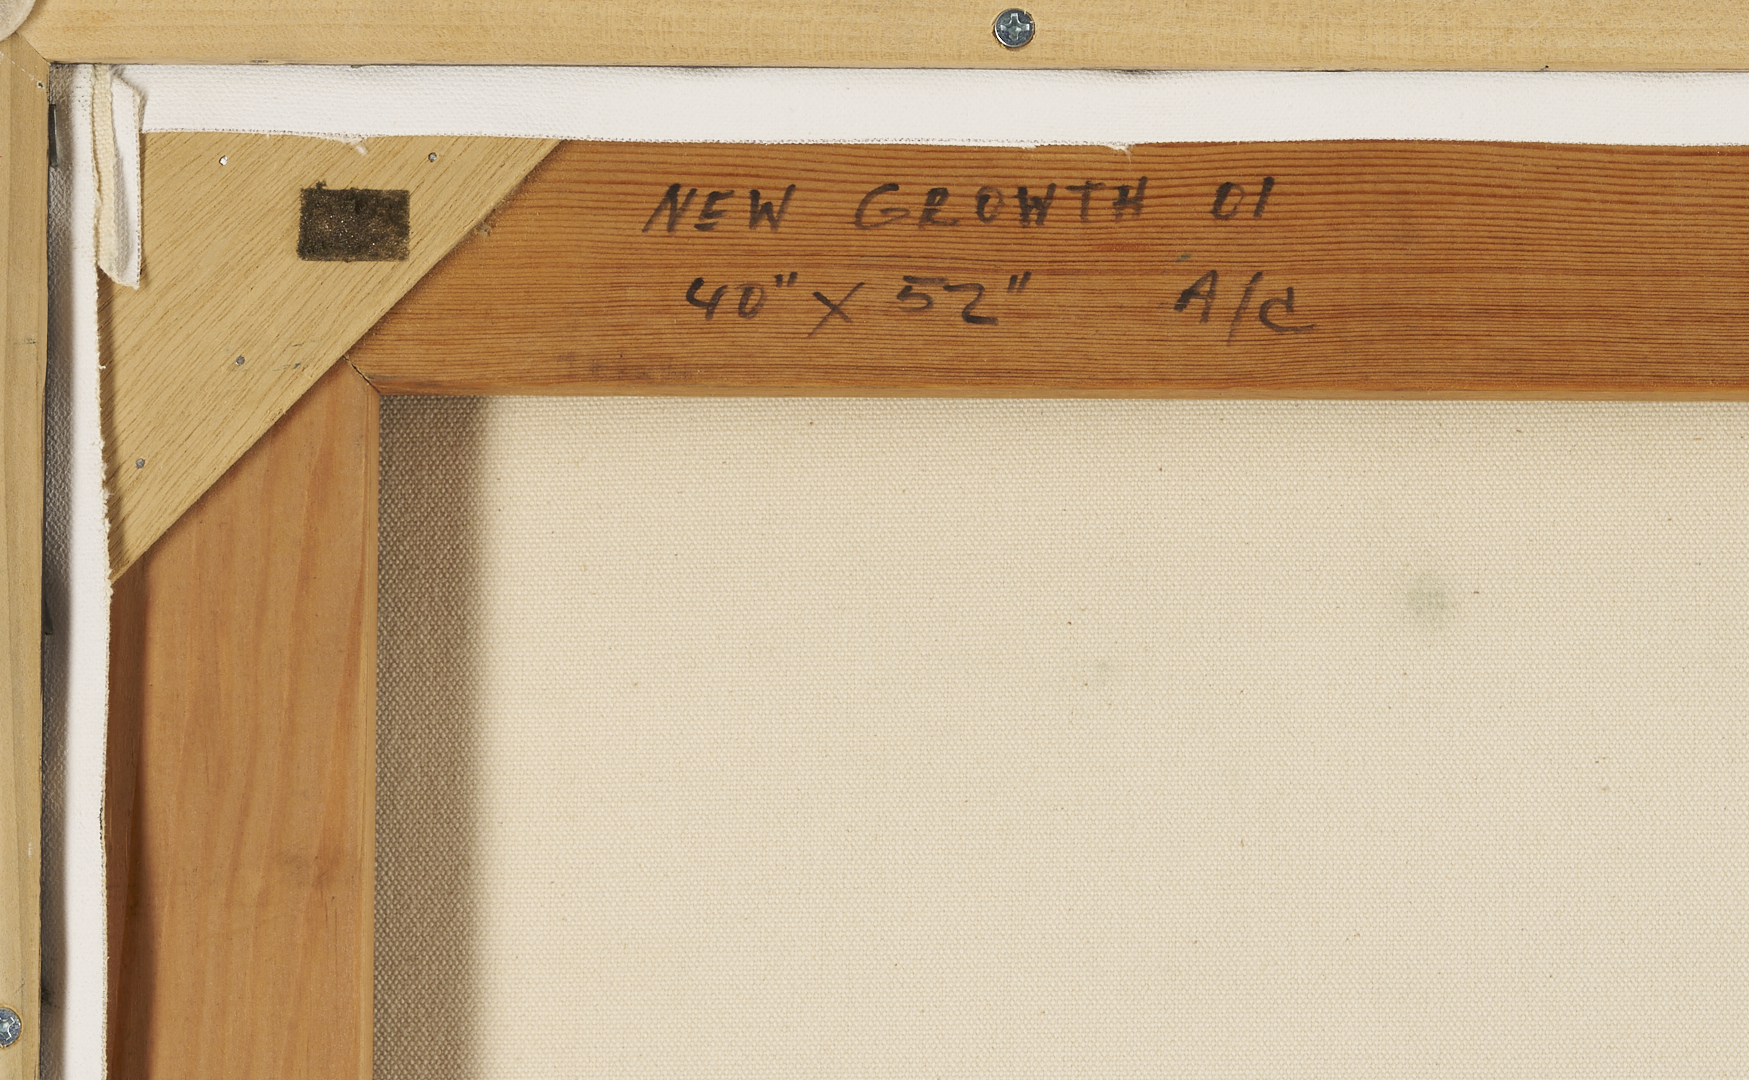 NEW GROWTH 01
40" X 52" A/C